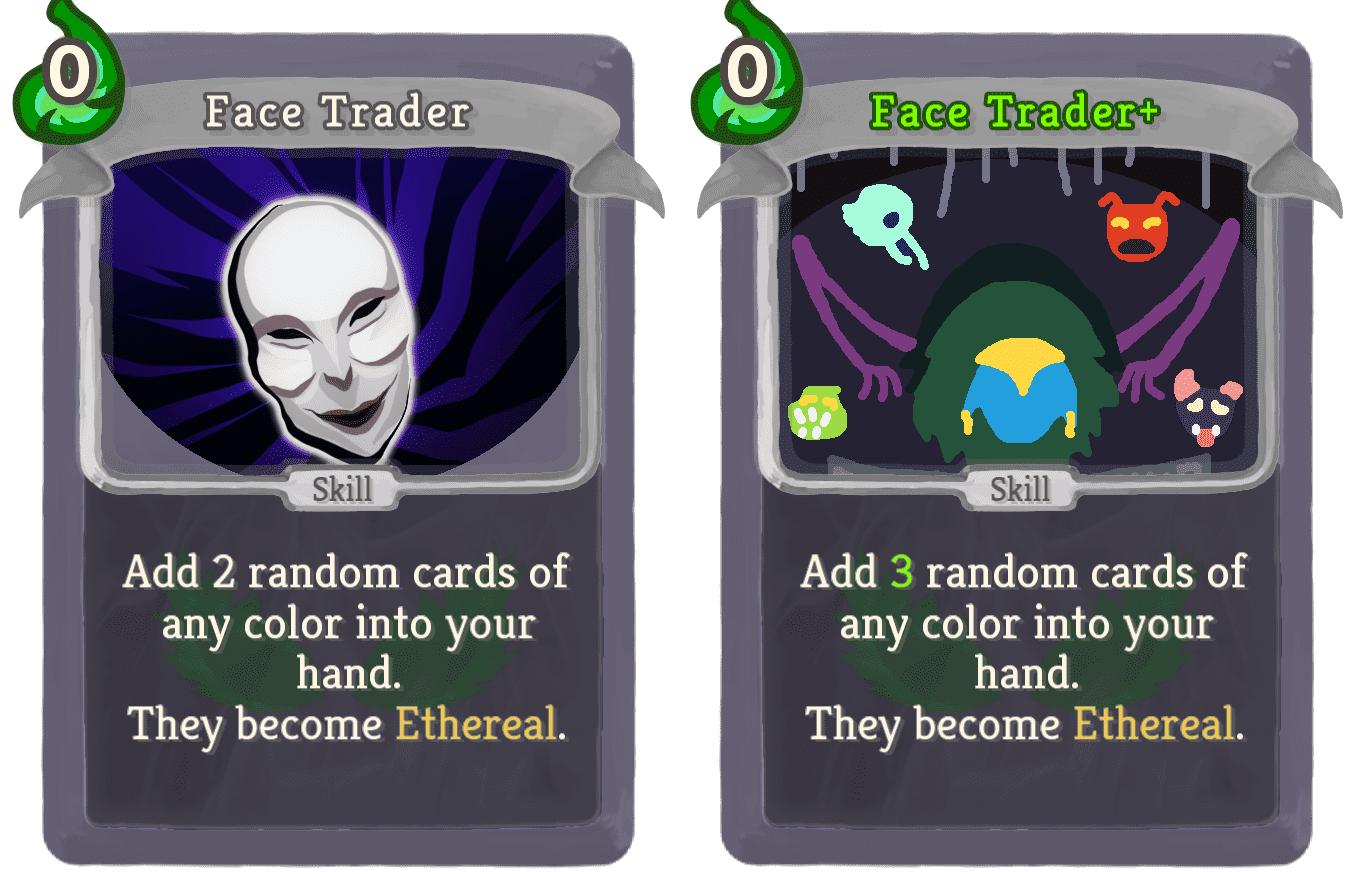 0
Face Trader
Skill
Add 2 random cards of
any color into your
hand.
They become Ethereal.
0
Face Trader+
Skill
Add 3 random cards of
any color into your
hand.
They become Ethereal.